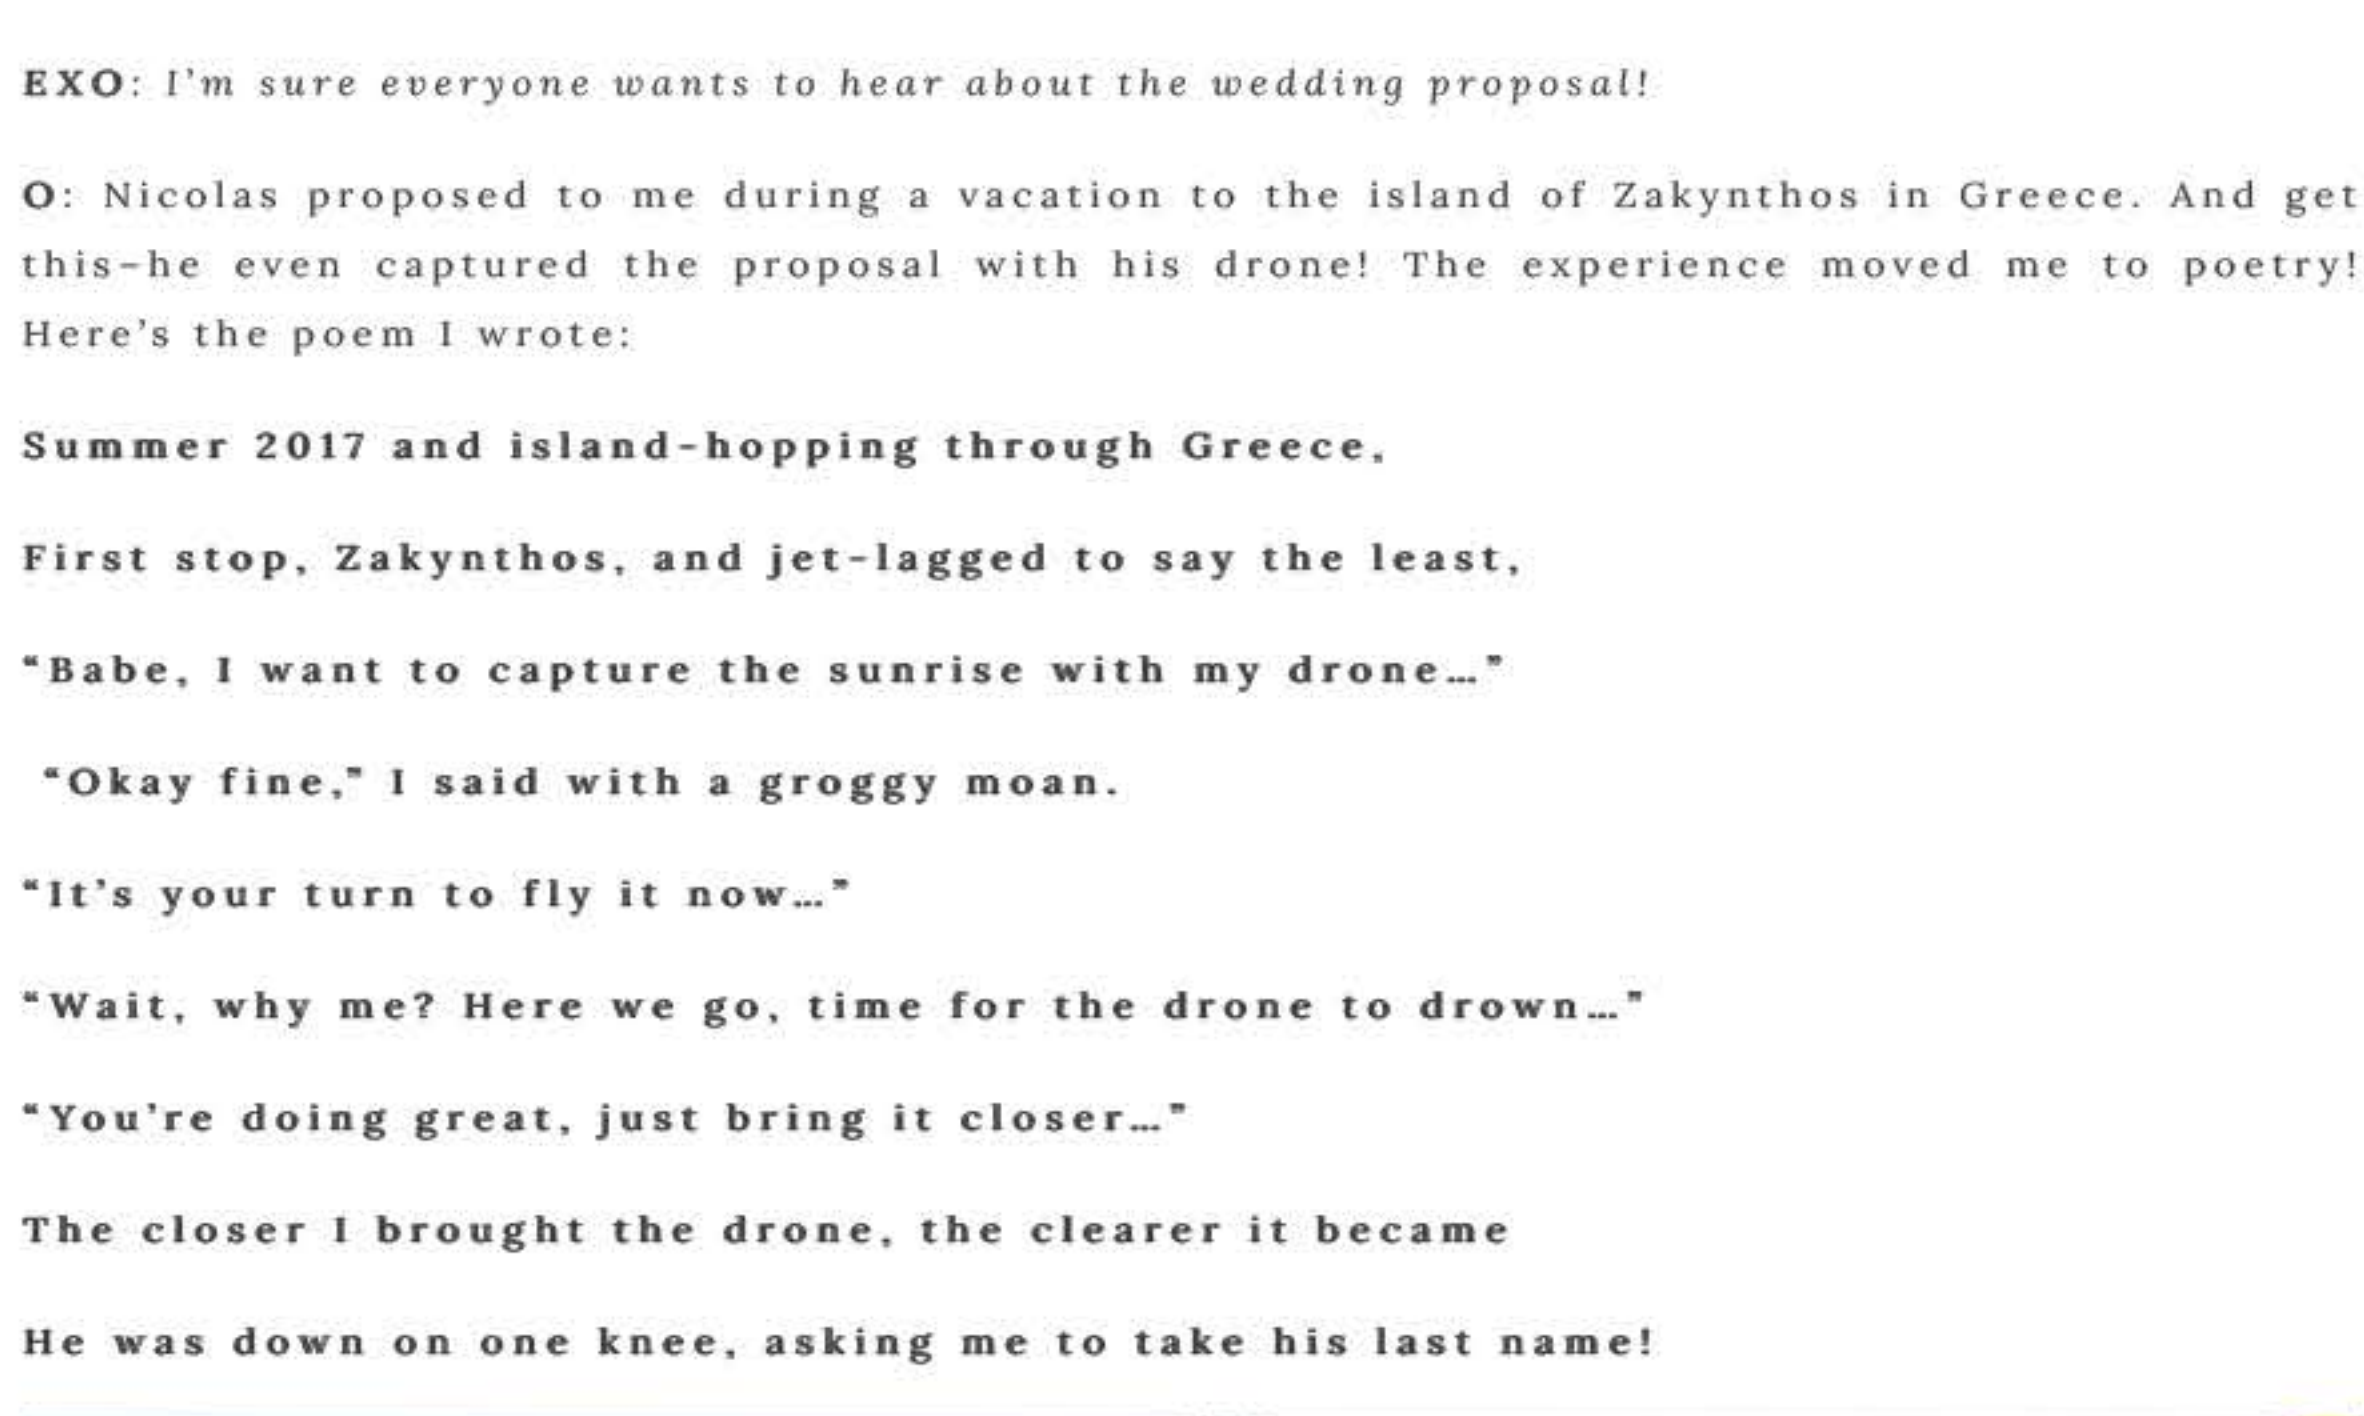 EXO: I'm sure everyone wants to hear about the wedding proposal!
O: Nicolas proposed to me during a vacation to the island of Zakynthos in Greece. And get
this–he even captured the proposal with his drone! The experience moved me to poetry!
Here's the poem I wrote:
Summer 2017 and island-hopping through Greece,
First stop, Zakynthos, and jet-lagged to say the least,
“Babe, I want to capture the sunrise with my drone…”
“Okay fine,” I said with a groggy moan.
“It's your turn to fly it now…”
“Wait, why me? Here we go, time for the drone to drown…”
“You're doing great, just bring it closer…”
The closer I brought the drone, the clearer it became
He was down on one knee, asking me to take his last name!